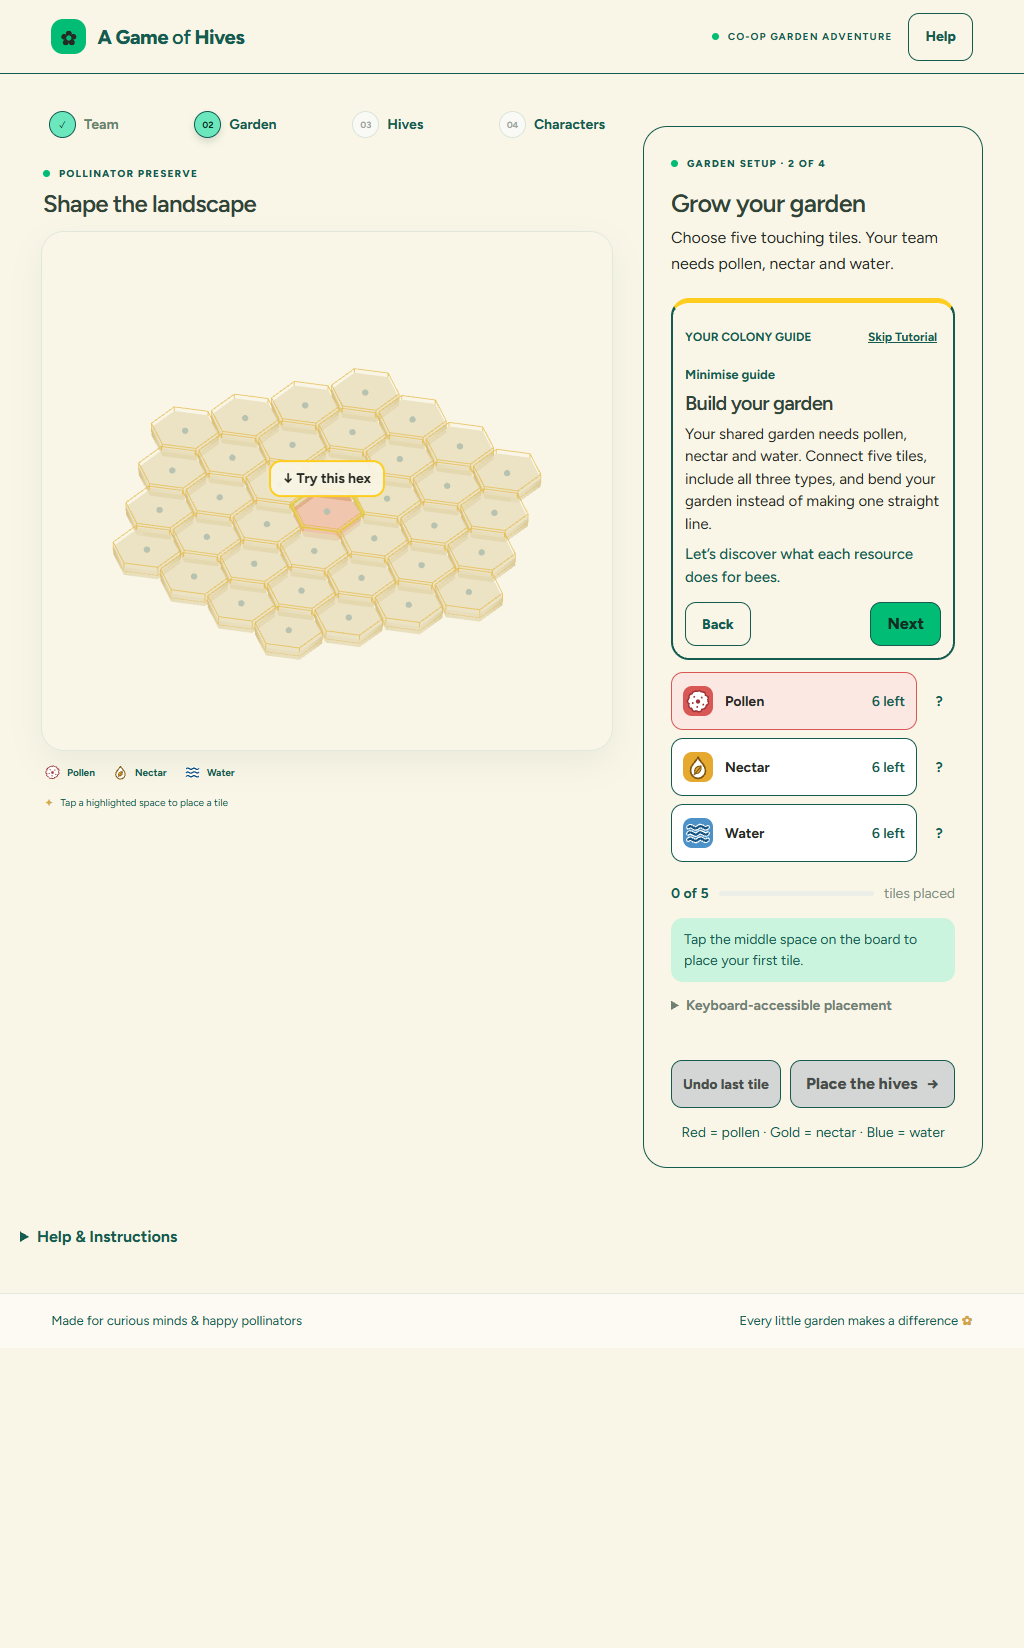 A Game of Hives
CO-OP GARDEN ADVENTURE
Help
✓ Team
02 Garden
03 Hives
04 Characters
POLLINATOR PRESERVE
Shape the landscape
↓ Try this hex
Pollen
Nectar
Water
✦ Tap a highlighted space to place a tile
GARDEN SETUP · 2 OF 4
Grow your garden
Choose five touching tiles. Your team
needs pollen, nectar and water.
YOUR COLONY GUIDE
Skip Tutorial
Minimise guide
Build your garden
Your shared garden needs pollen,
nectar and water. Connect five tiles,
include all three types, and bend your
garden instead of making one straight
line.
Let's discover what each resource
does for bees.
Back
Next
Pollen 6 left ?
Nectar 6 left ?
Water 6 left ?
0 of 5 tiles placed
Tap the middle space on the board to
place your first tile.
▶ Keyboard-accessible placement
Undo last tile
Place the hives →
Red = pollen · Gold = nectar · Blue = water
▶ Help & Instructions
Made for curious minds & happy pollinators
Every little garden makes a difference ✿